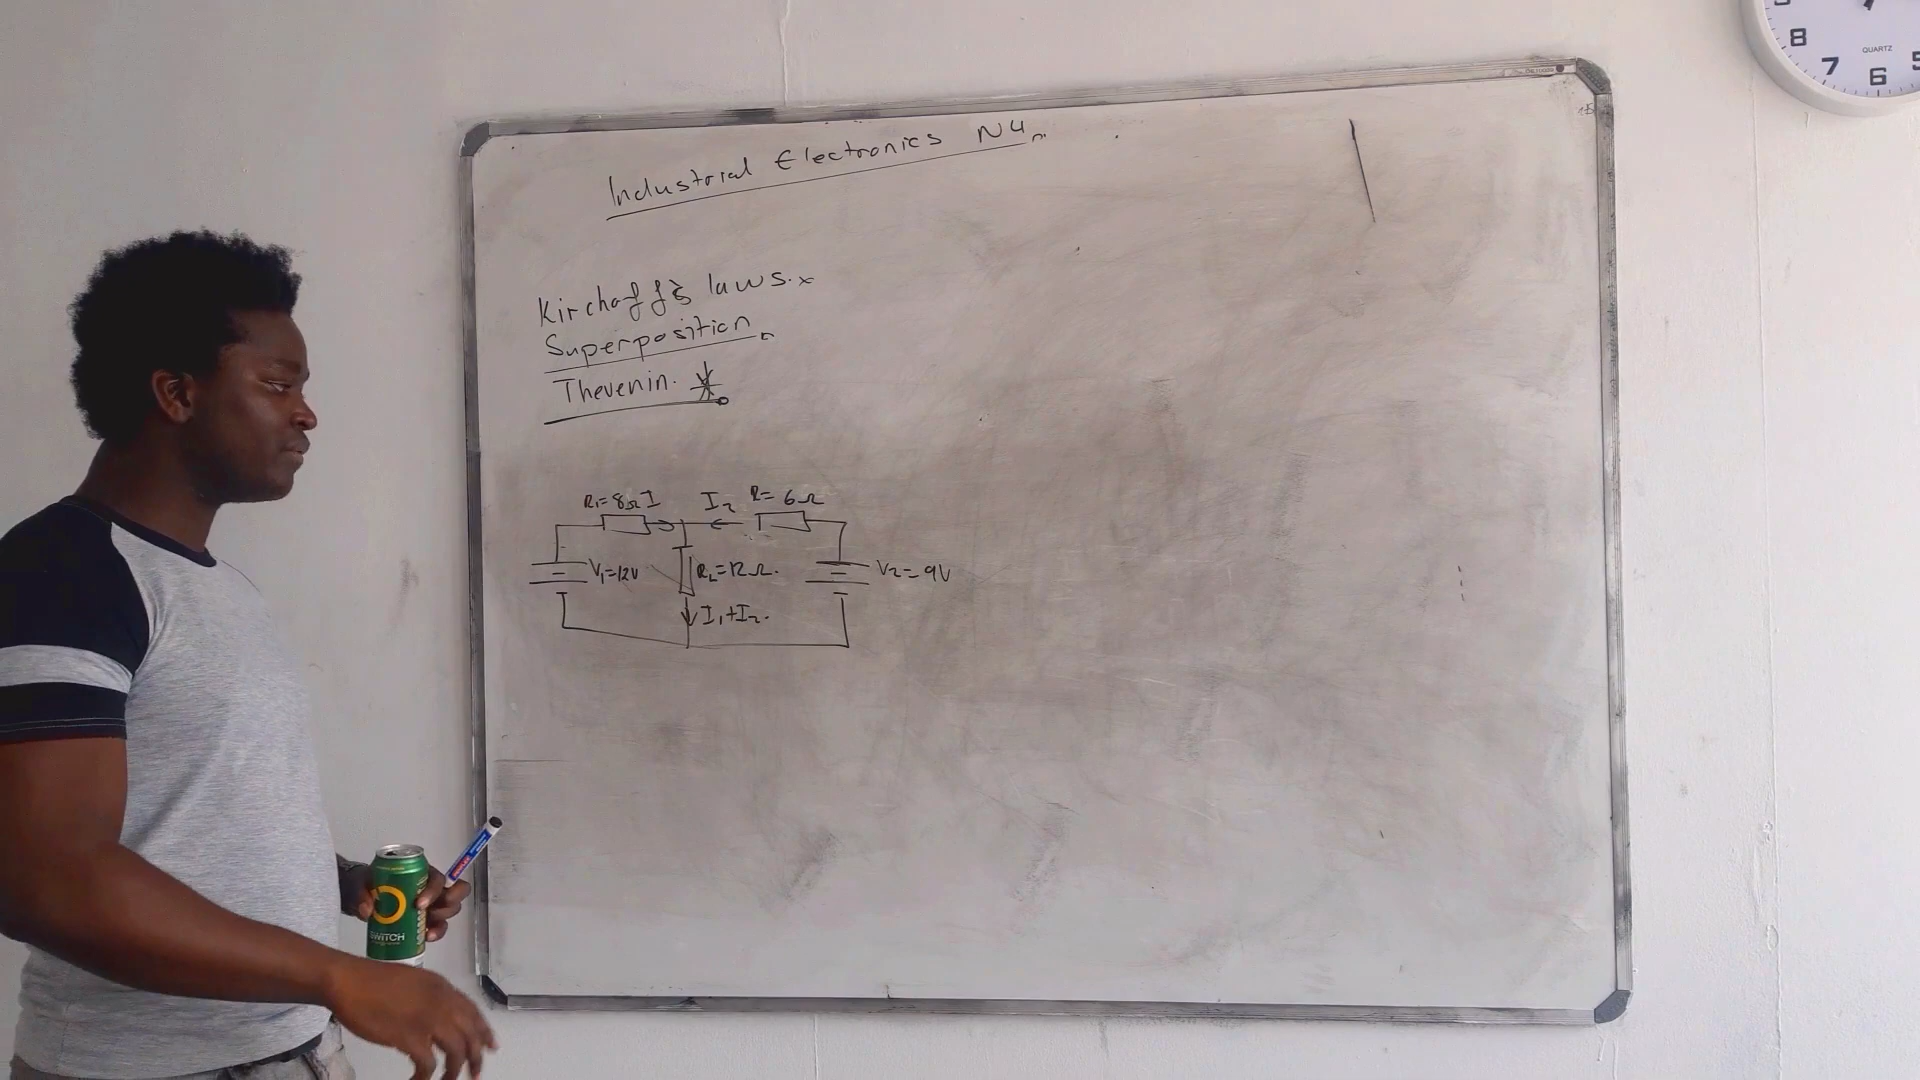 Industrial Electronics N4
Kirchoff's laws.
Superposition
Thevenin.
R₁=8Ω I
I₂
R= 6Ω
V₁=12V
R₂=12Ω.
V₂=9V
I₁+I₂.
8
7
6
5
QUARTZ
SWITCH